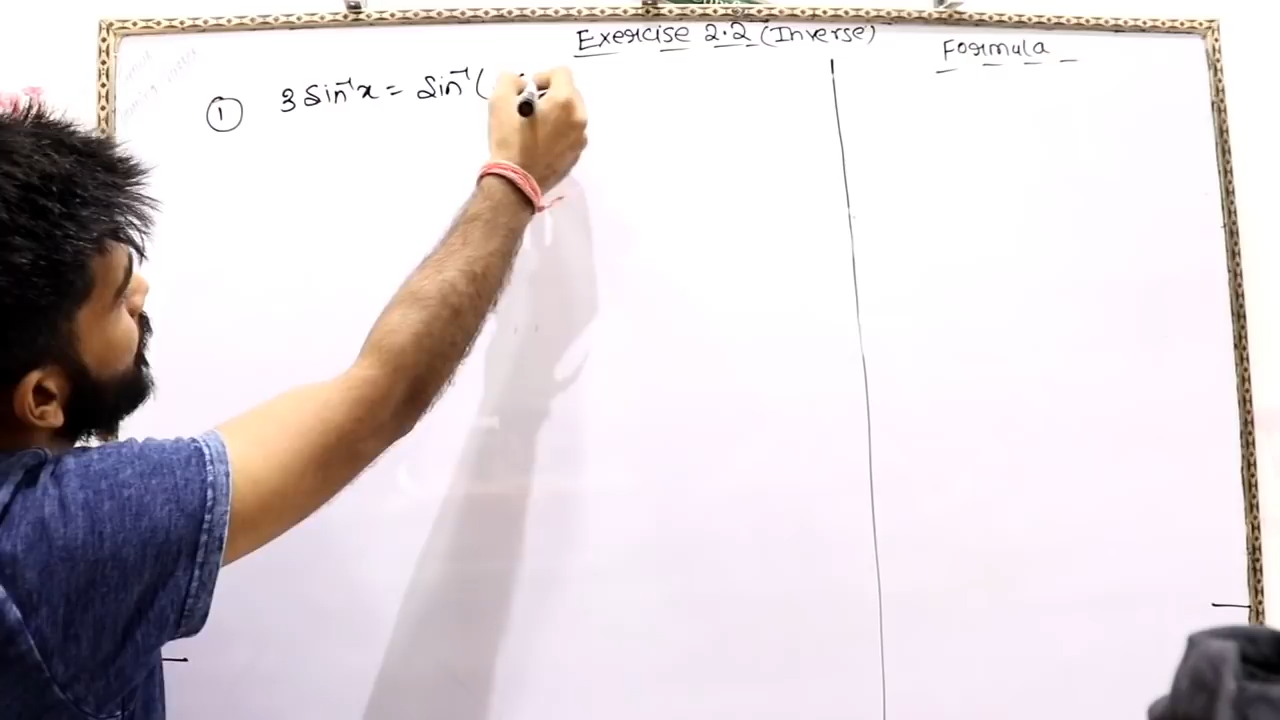 Exercise 2.2 (Inverse)
Formula
① 3 Sin⁻¹x = Sin⁻¹(